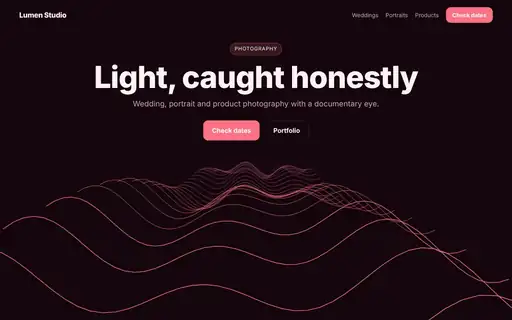 Lumen Studio
Weddings Portraits Products Check dates
PHOTOGRAPHY
Light, caught honestly
Wedding, portrait and product photography with a documentary eye.
Check dates Portfolio